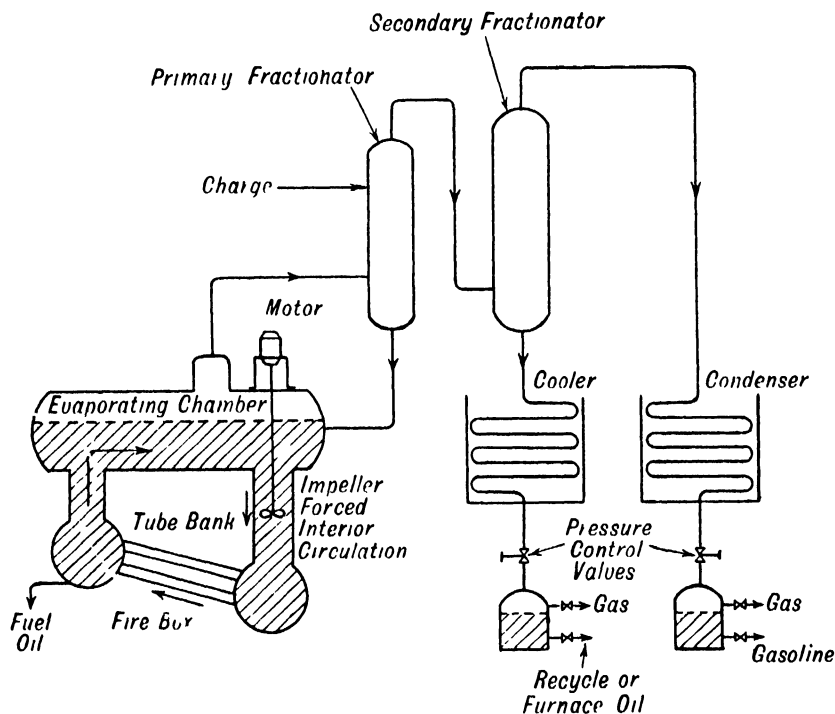 Secondary Fractionator
Primary Fractionator
Charge
Motor
Evaporating Chamber
Cooler
Condenser
Tube Bank
Impeller
Forced
Interior
Circulation
Pressure
Control
Valves
Fuel
Oil
Fire Box
Gas
Gas
Gasoline
Recycle or
Furnace Oil